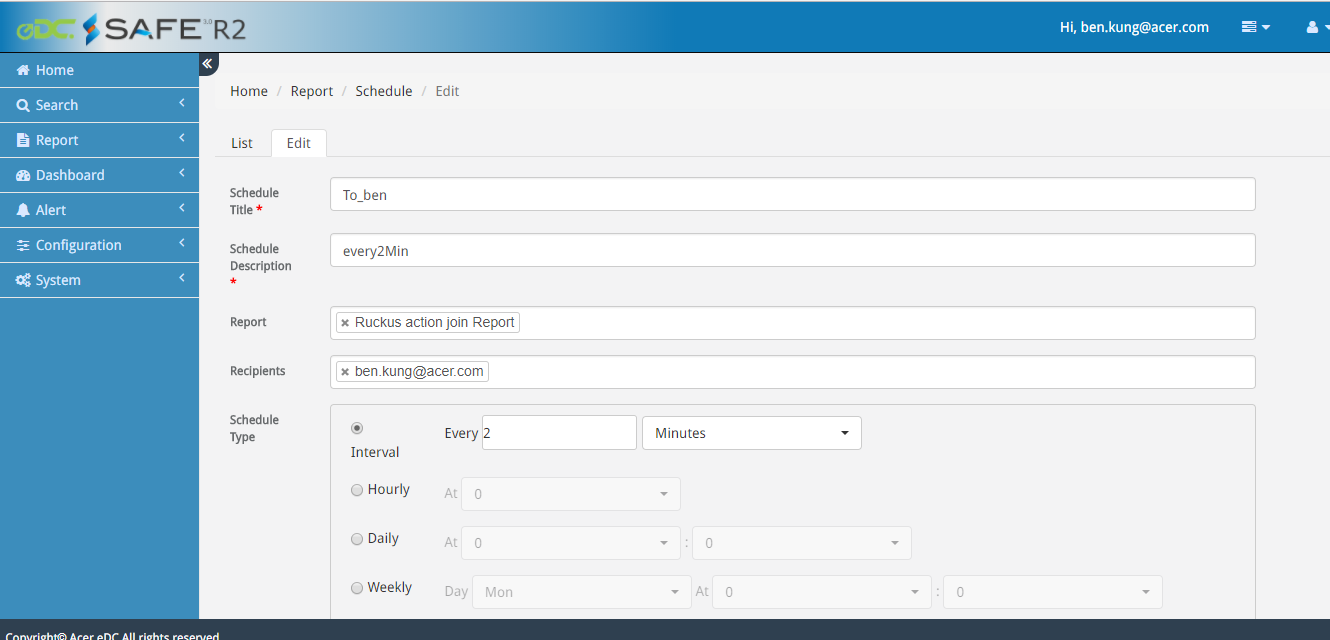 eDC. SAFE 3.0 R2
Hi, ben.kung@acer.com
Home
Search
Report
Dashboard
Alert
Configuration
System
Home / Report / Schedule / Edit
List Edit
Schedule
Title *
To_ben
Schedule
Description
*
every2Min
Report
× Ruckus action join Report
Recipients
× ben.kung@acer.com
Schedule
Type
Interval
Every 2 Minutes
Hourly At 0
Daily At 0 : 0
Weekly Day Mon At 0 : 0
Copyright© Acer eDC All rights reserved